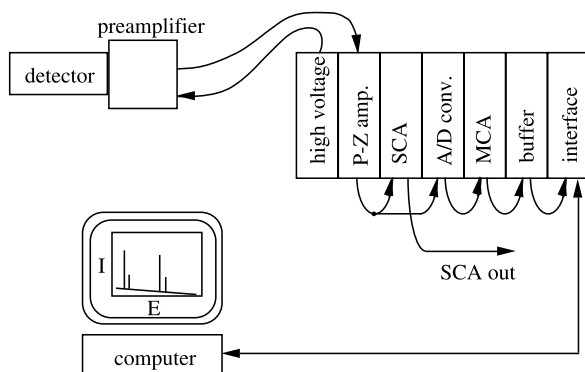 preamplifier
detector
high voltage
P-Z amp.
SCA
A/D conv.
MCA
buffer
interface
SCA out
I
E
computer